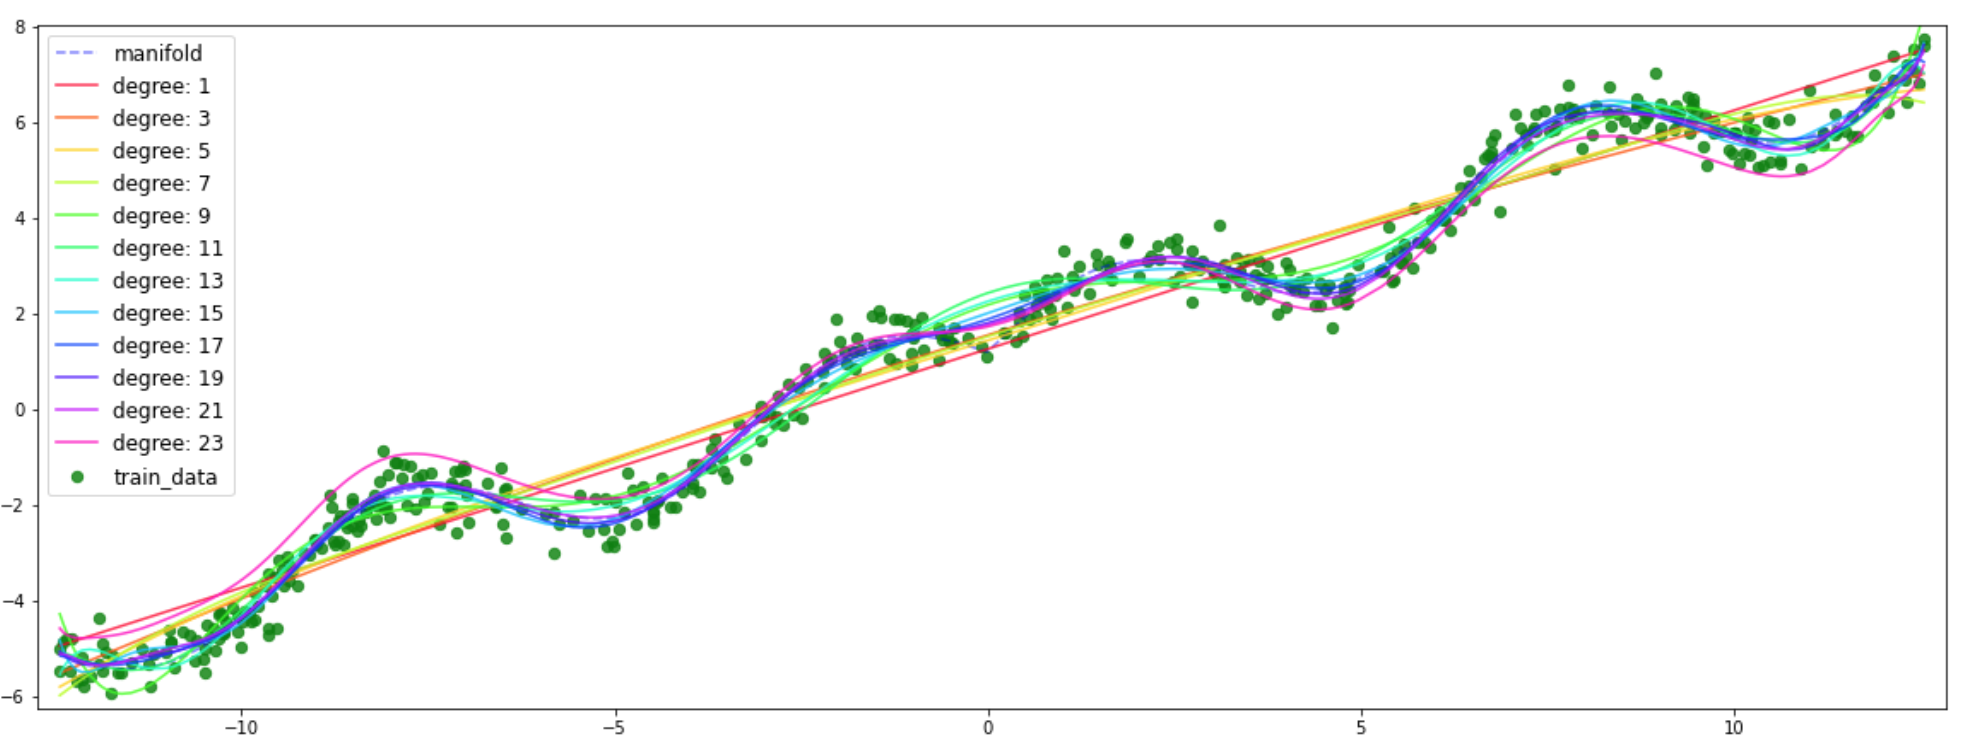 8
6
4
2
0
−2
−4
−6
manifold
degree: 1
degree: 3
degree: 5
degree: 7
degree: 9
degree: 11
degree: 13
degree: 15
degree: 17
degree: 19
degree: 21
degree: 23
train_data
−10 −5 0 5 10